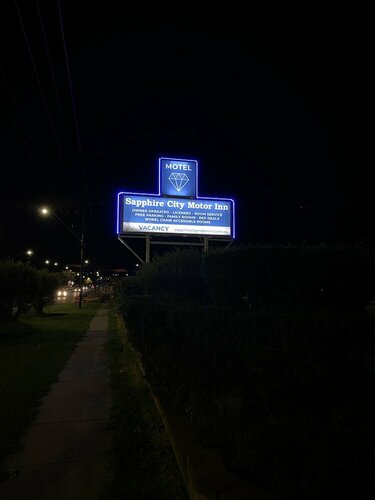 MOTEL
Sapphire City Motor Inn
OWNER OPERATED · LICENSED · ROOM SERVICE
FREE PARKING · FAMILY ROOMS · RFF DEALS
WHEEL CHAIR ACCESSIBLE ROOMS
VACANCY